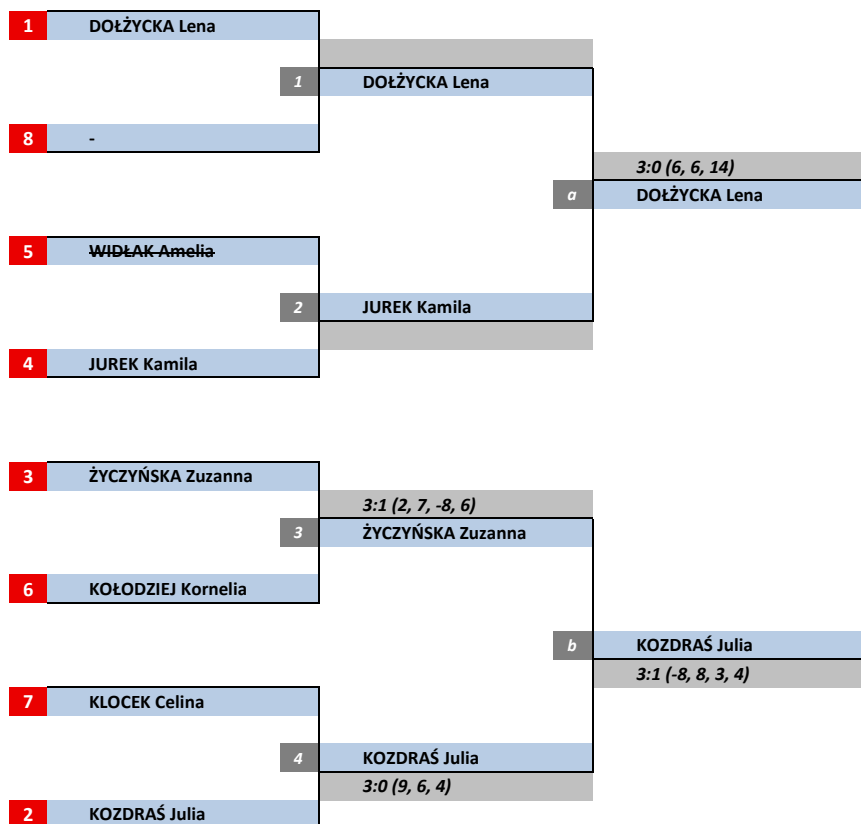 1 DOŁŻYCKA Lena
1 DOŁŻYCKA Lena
8 -
3:0 (6, 6, 14)
a DOŁŻYCKA Lena
5 WIDŁAK Amelia
2 JUREK Kamila
4 JUREK Kamila
3 ŻYCZYŃSKA Zuzanna
3:1 (2, 7, -8, 6)
3 ŻYCZYŃSKA Zuzanna
6 KOŁODZIEJ Kornelia
b KOZDRAŚ Julia
3:1 (-8, 8, 3, 4)
7 KLOCEK Celina
4 KOZDRAŚ Julia
3:0 (9, 6, 4)
2 KOZDRAŚ Julia